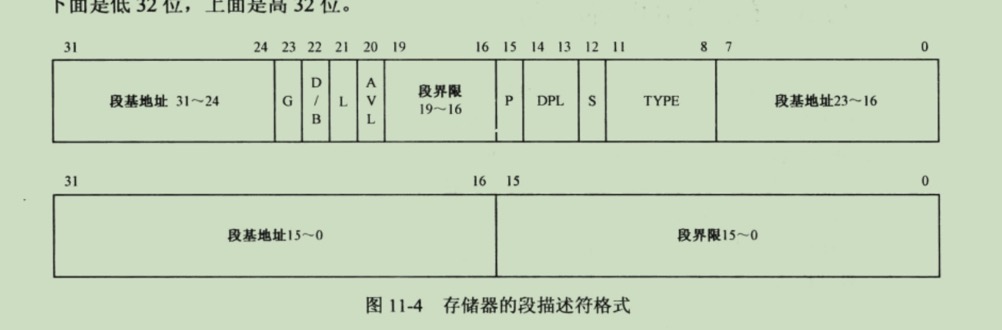 下面是低 32 位，上面是高 32 位。
31 24 23 22 21 20 19 16 15 14 13 12 11 8 7 0
段基地址 31～24 G D/B L AVL 段界限 19～16 P DPL S TYPE 段基地址23～16
31 16 15 0
段基地址15～0 段界限15～0
图 11-4 存储器的段描述符格式